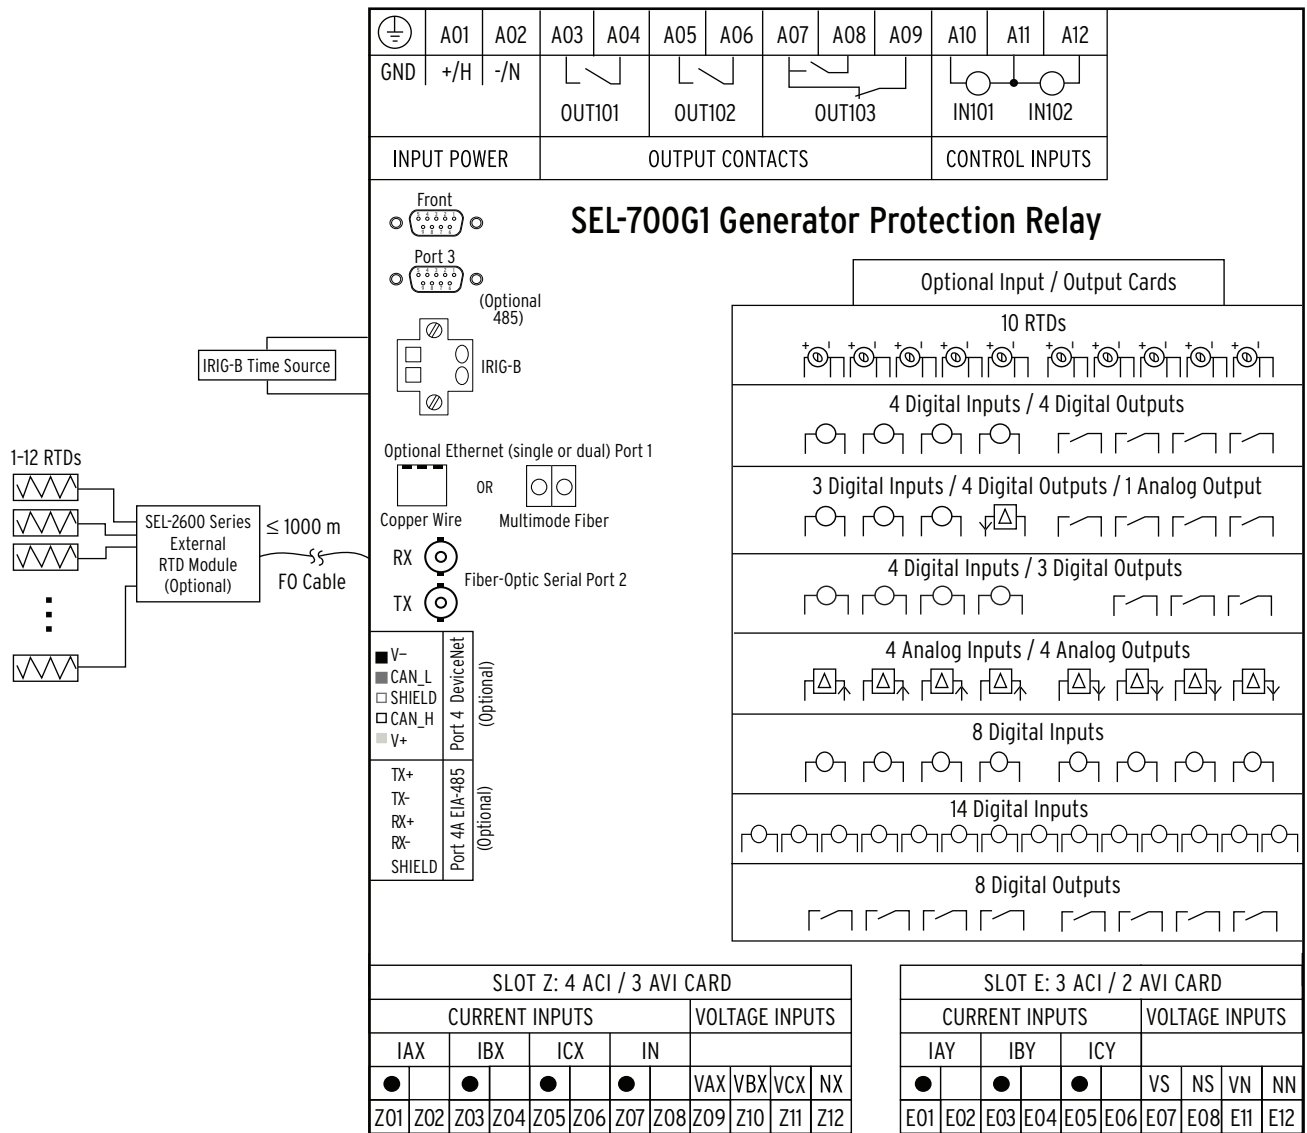 A01 A02 A03 A04 A05 A06 A07 A08 A09 A10 A11 A12
GND +/H -/N
OUT101 OUT102 OUT103 IN101 IN102
INPUT POWER OUTPUT CONTACTS CONTROL INPUTS
SEL-700G1 Generator Protection Relay
Front
Port 3
(Optional
485)
IRIG-B
IRIG-B Time Source
Optional Ethernet (single or dual) Port 1
OR
Copper Wire Multimode Fiber
RX
Fiber-Optic Serial Port 2
TX
1-12 RTDs
SEL-2600 Series
External
RTD Module
(Optional)
≤ 1000 m
FO Cable
V-
CAN_L
SHIELD
CAN_H
V+
Port 4 DeviceNet
(Optional)
TX+
TX-
RX+
RX-
SHIELD
Port 4A EIA-485
(Optional)
Optional Input / Output Cards
10 RTDs
+ - + - + - + - + - + - + - + - + - + -
4 Digital Inputs / 4 Digital Outputs
3 Digital Inputs / 4 Digital Outputs / 1 Analog Output
4 Digital Inputs / 3 Digital Outputs
4 Analog Inputs / 4 Analog Outputs
8 Digital Inputs
14 Digital Inputs
8 Digital Outputs
SLOT Z: 4 ACI / 3 AVI CARD
CURRENT INPUTS VOLTAGE INPUTS
IAX IBX ICX IN
VAX VBX VCX NX
Z01 Z02 Z03 Z04 Z05 Z06 Z07 Z08 Z09 Z10 Z11 Z12
SLOT E: 3 ACI / 2 AVI CARD
CURRENT INPUTS VOLTAGE INPUTS
IAY IBY ICY
VS NS VN NN
E01 E02 E03 E04 E05 E06 E07 E08 E11 E12